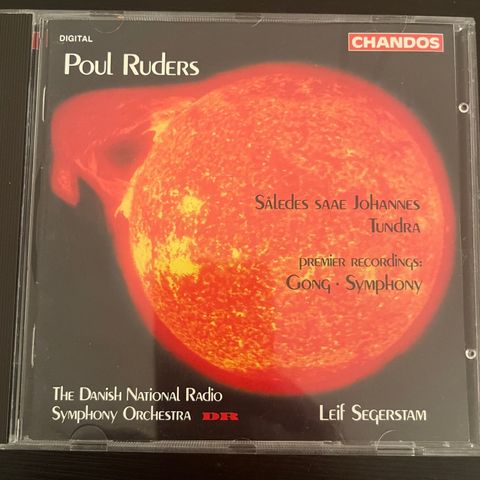 DIGITAL
CHANDOS
Poul Ruders
Således saae Johannes
Tundra
premier recordings:
Gong · Symphony
The Danish National Radio
Symphony Orchestra DR
Leif Segerstam